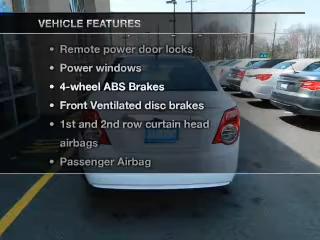 VEHICLE FEATURES
• Remote power door locks
• Power windows
• 4-wheel ABS Brakes
• Front Ventilated disc brakes
• 1st and 2nd row curtain head
airbags
• Passenger Airbag